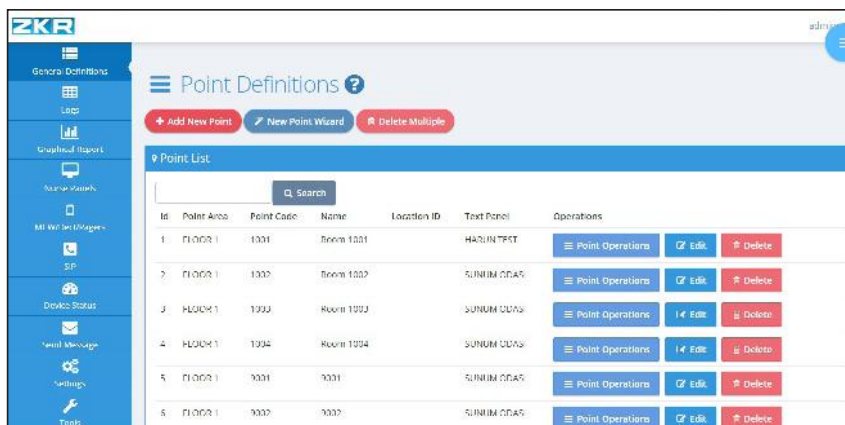 ZKR
General Definitions
Logs
Graphical Report
Nurse Panels
SIP
Device Status
Send Message
Settings
Tools
Point Definitions ?
+ Add New Point
New Point Wizard
Delete Multiple
Point List
Search
Id Point Area Point Code Name Location ID Text Panel Operations
1 FLOOR 1 1001 Room 1001 HARUN TEST Point Operations Edit Delete
2 FLOOR 1 1002 Room 1002 SUNUM ODASI Point Operations Edit Delete
3 FLOOR 1 1003 Room 1003 SUNUM ODASI Point Operations Edit Delete
4 FLOOR 1 1004 Room 1004 SUNUM ODASI Point Operations Edit Delete
5 FLOOR 1 9001 9001 SUNUM ODASI Point Operations Edit Delete
6 FLOOR 1 9002 9002 SUNUM ODASI Point Operations Edit Delete